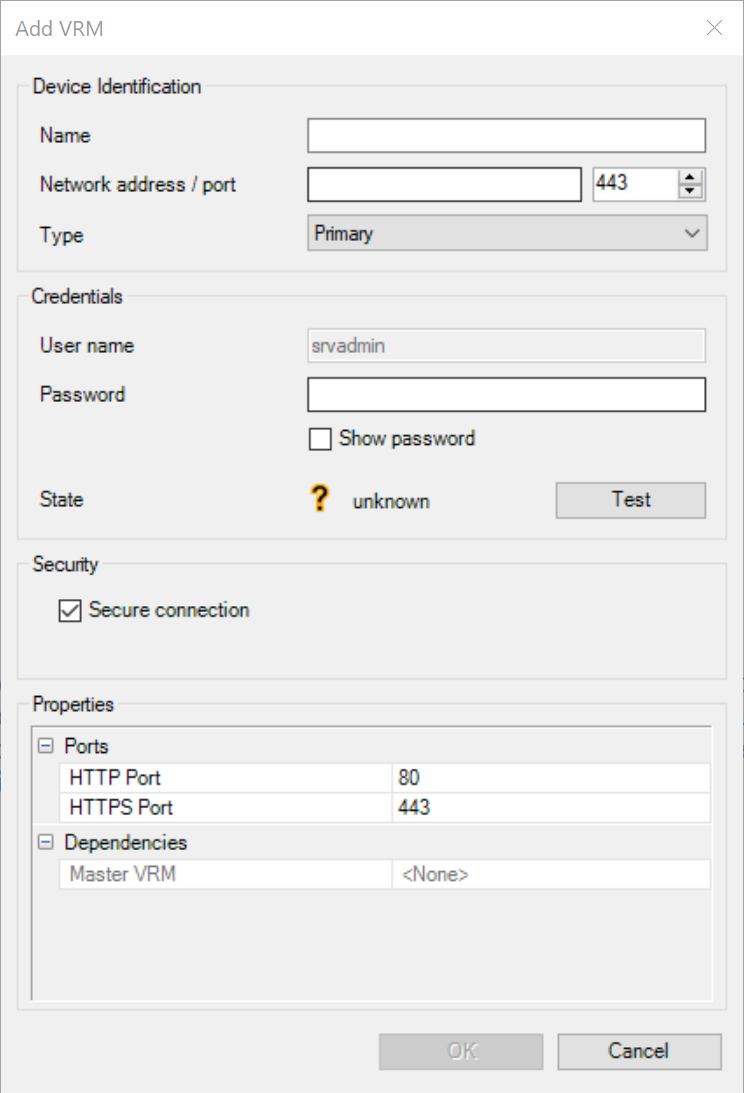 Add VRM
Device Identification
Name
Network address / port 443
Type Primary
Credentials
User name srvadmin
Password
Show password
State ? unknown Test
Security
Secure connection
Properties
Ports
HTTP Port 80
HTTPS Port 443
Dependencies
Master VRM <None>
OK Cancel